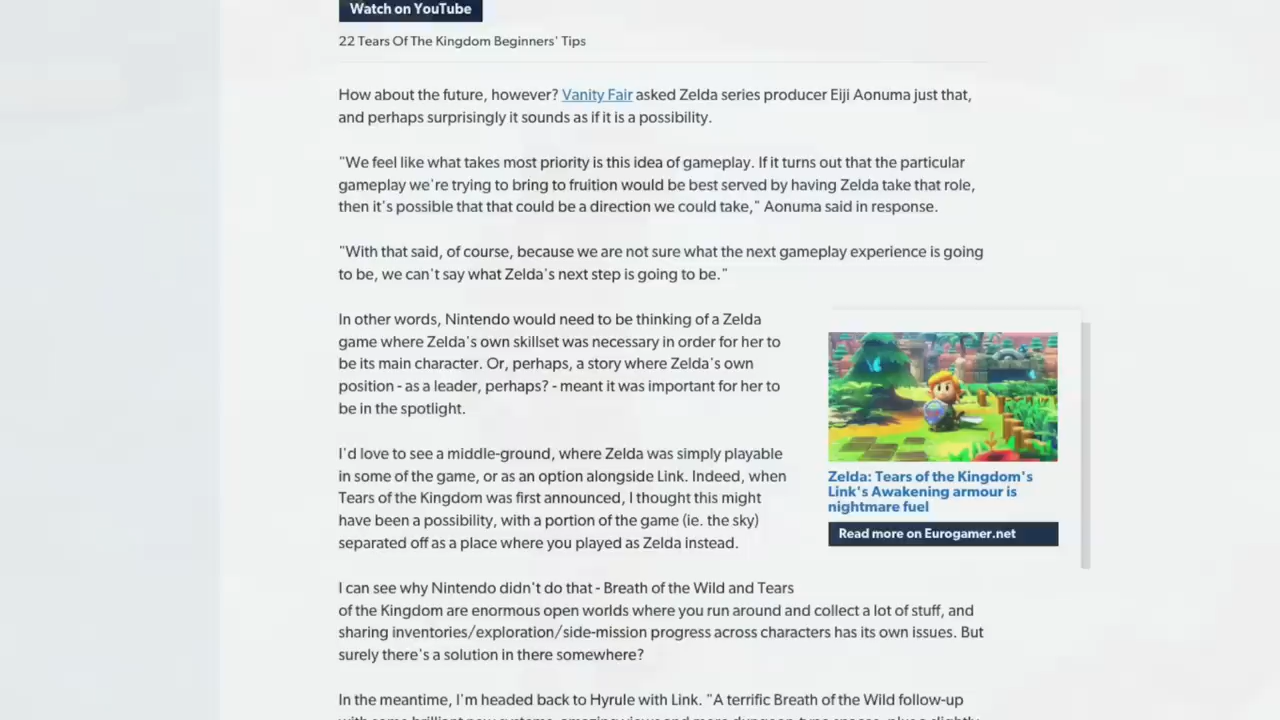 Watch on YouTube
22 Tears Of The Kingdom Beginners' Tips
How about the future, however? Vanity Fair asked Zelda series producer Eiji Aonuma just that,
and perhaps surprisingly it sounds as if it is a possibility.
"We feel like what takes most priority is this idea of gameplay. If it turns out that the particular
gameplay we're trying to bring to fruition would be best served by having Zelda take that role,
then it's possible that that could be a direction we could take," Aonuma said in response.
"With that said, of course, because we are not sure what the next gameplay experience is going
to be, we can't say what Zelda's next step is going to be."
In other words, Nintendo would need to be thinking of a Zelda
game where Zelda's own skillset was necessary in order for her to
be its main character. Or, perhaps, a story where Zelda's own
position - as a leader, perhaps? - meant it was important for her to
be in the spotlight.
I'd love to see a middle-ground, where Zelda was simply playable
in some of the game, or as an option alongside Link. Indeed, when
Tears of the Kingdom was first announced, I thought this might
have been a possibility, with a portion of the game (ie. the sky)
separated off as a place where you played as Zelda instead.
Zelda: Tears of the Kingdom's
Link's Awakening armour is
nightmare fuel
Read more on Eurogamer.net
I can see why Nintendo didn't do that - Breath of the Wild and Tears
of the Kingdom are enormous open worlds where you run around and collect a lot of stuff, and
sharing inventories/exploration/side-mission progress across characters has its own issues. But
surely there's a solution in there somewhere?
In the meantime, I'm headed back to Hyrule with Link. "A terrific Breath of the Wild follow-up
with some brilliant new systems, amazing views and more dungeon-type spaces, plus a slightly